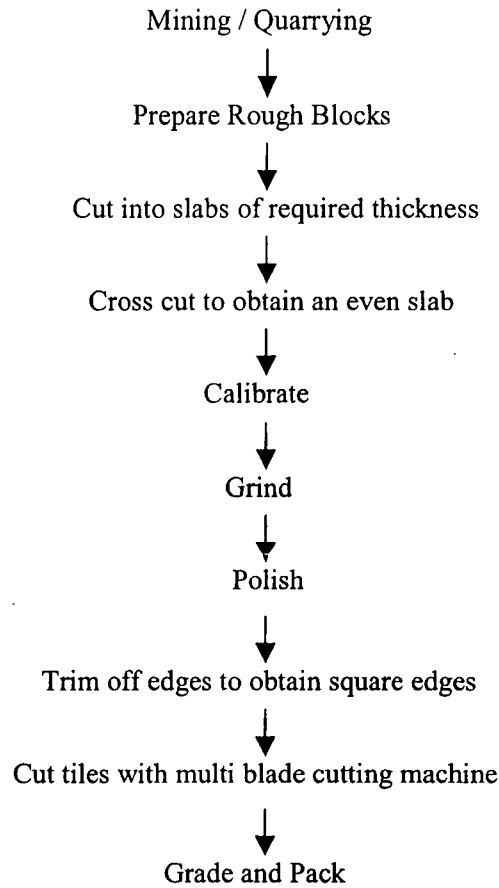 Mining / Quarrying
Prepare Rough Blocks
Cut into slabs of required thickness
Cross cut to obtain an even slab
Calibrate
Grind
Polish
Trim off edges to obtain square edges
Cut tiles with multi blade cutting machine
Grade and Pack